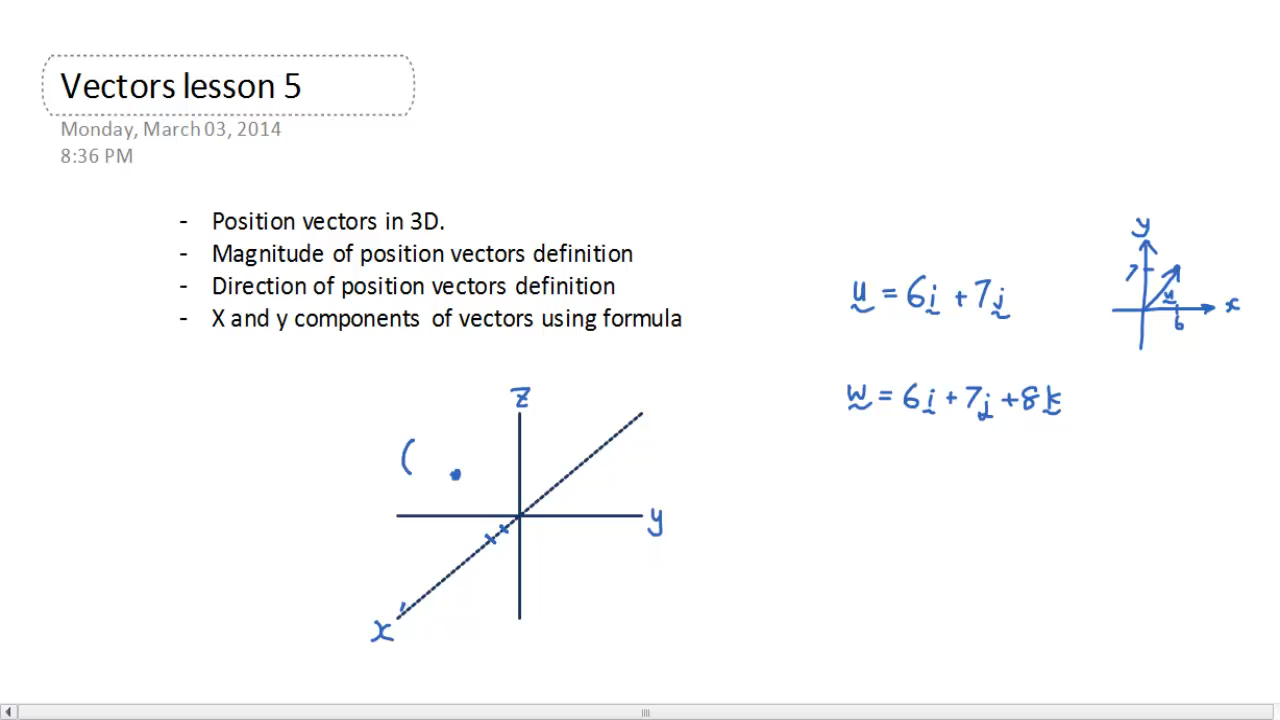 Vectors lesson 5
Monday, March 03, 2014
8:36 PM
- Position vectors in 3D.
- Magnitude of position vectors definition
- Direction of position vectors definition
- X and y components of vectors using formula
u = 6i + 7j
y
7
u
x
6
w = 6i + 7j + 8k
z
(
y
x